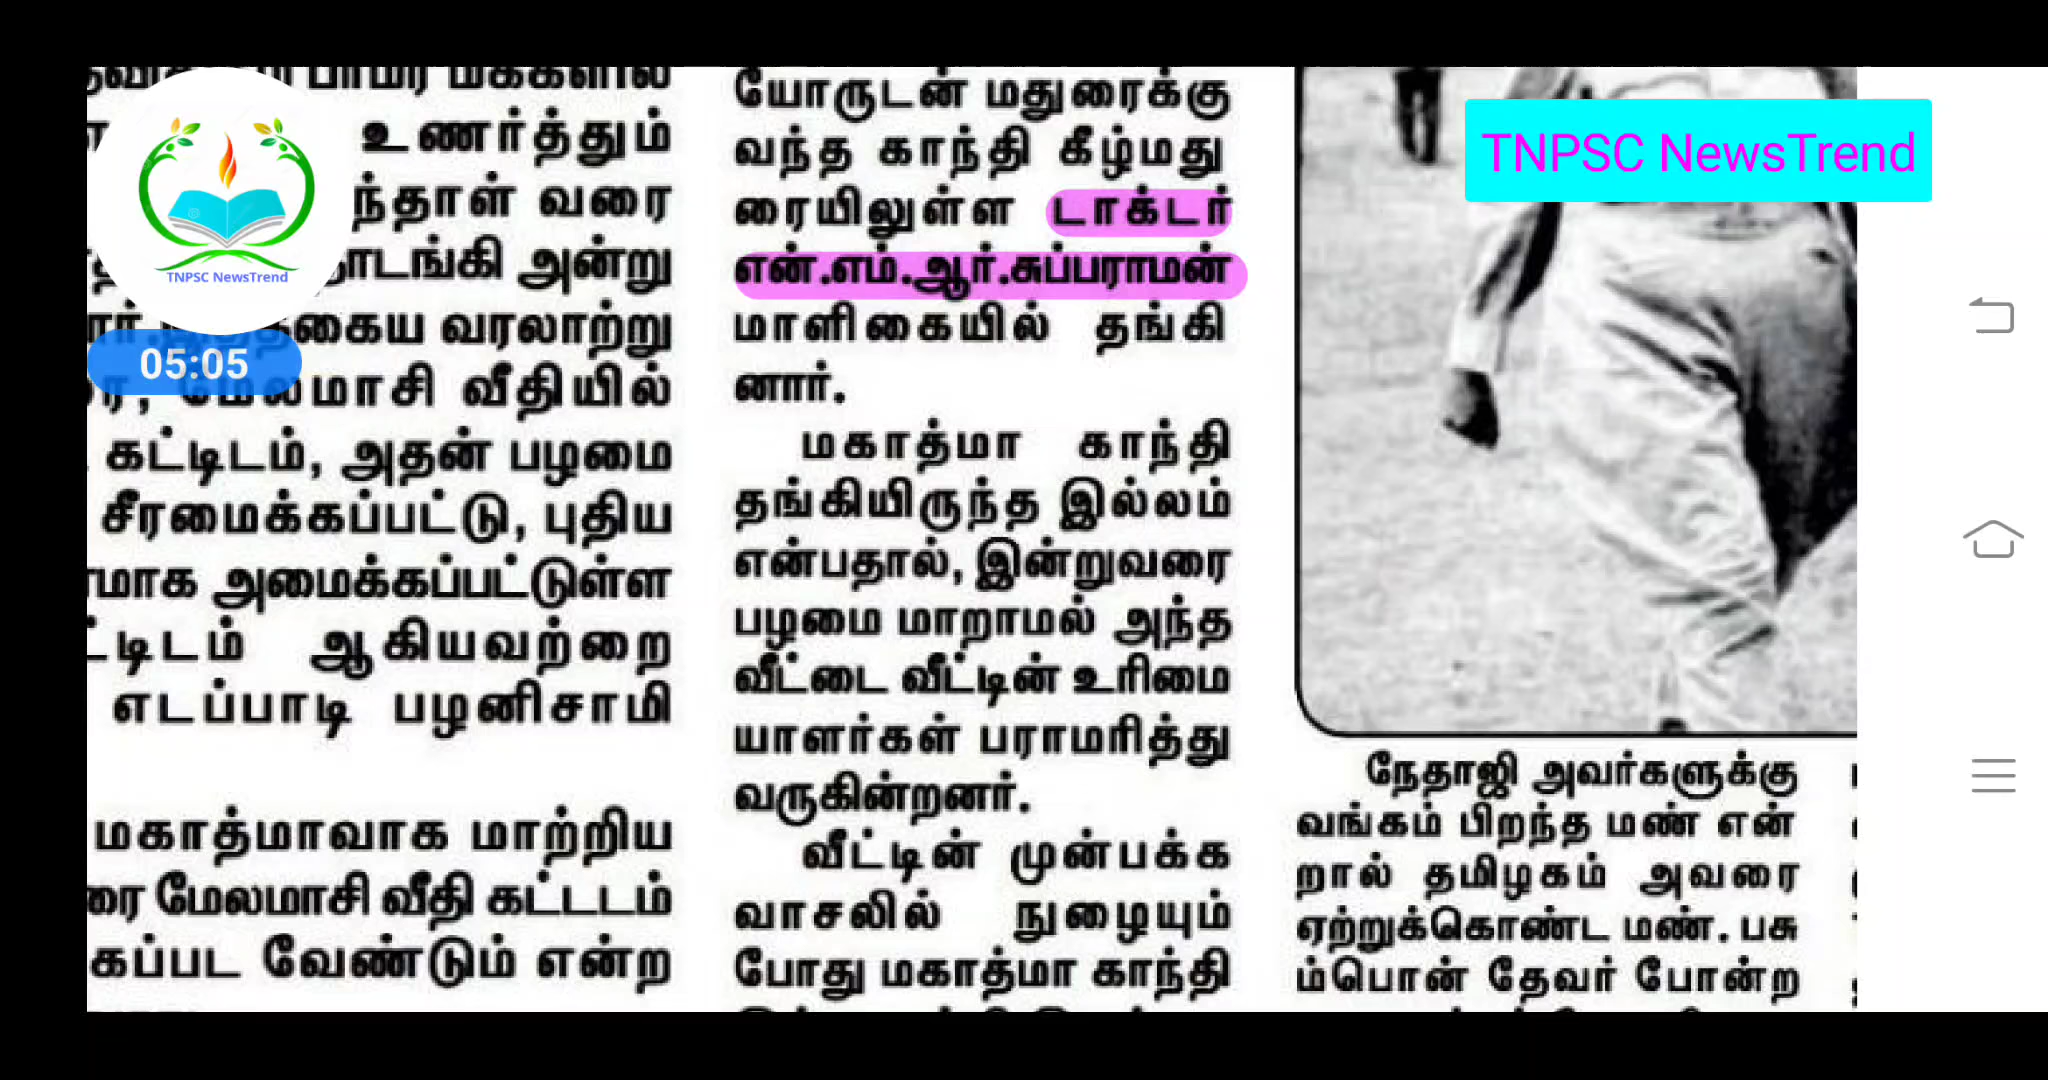 உணர்த்தும்
ந்தாள் வரை
அன்று
வரலாற்று
மேலமாசி வீதியில்
கட்டிடம், அதன் பழமை
சீரமைக்கப்பட்டு, புதிய
அமைக்கப்பட்டுள்ள
ஆகியவற்றை
எடப்பாடி பழனிசாமி
மகாத்மாவாக மாற்றிய
மேலமாசி வீதி கட்டடம்
கப்பட வேண்டும் என்ற
TNPSC NewsTrend
05:05
யோருடன் மதுரைக்கு
வந்த காந்தி கீழ்மது
ரையிலுள்ள டாக்டர்
என்.எம்.ஆர்.சுப்பராமன்
மாளிகையில் தங்கி
னார்.
மகாத்மா காந்தி
தங்கியிருந்த இல்லம்
என்பதால், இன்றுவரை
பழமை மாறாமல் அந்த
வீட்டை வீட்டின் உரிமை
யாளர்கள் பராமரித்து
வருகின்றனர்.
வீட்டின் முன்பக்க
வாசலில் நுழையும்
போது மகாத்மா காந்தி
TNPSC NewsTrend
நேதாஜி அவர்களுக்கு
வங்கம் பிறந்த மண் என்
றால் தமிழகம் அவரை
ஏற்றுக்கொண்ட மண். பசு
ம்பொன் தேவர் போன்ற